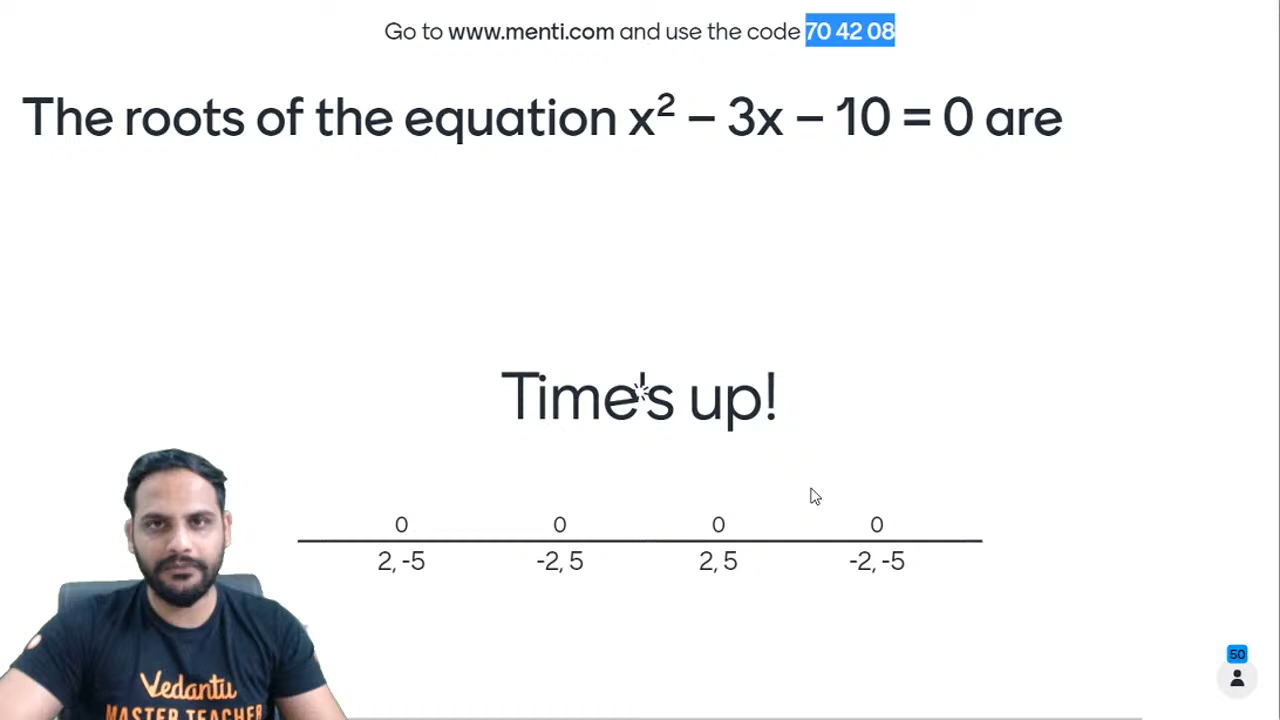 Go to www.menti.com and use the code 70 42 08
The roots of the equation x² – 3x – 10 = 0 are
Time's up!
0 0 0 0
2, -5 -2, 5 2, 5 -2, -5
50
Vedantu
MASTER TEACHER